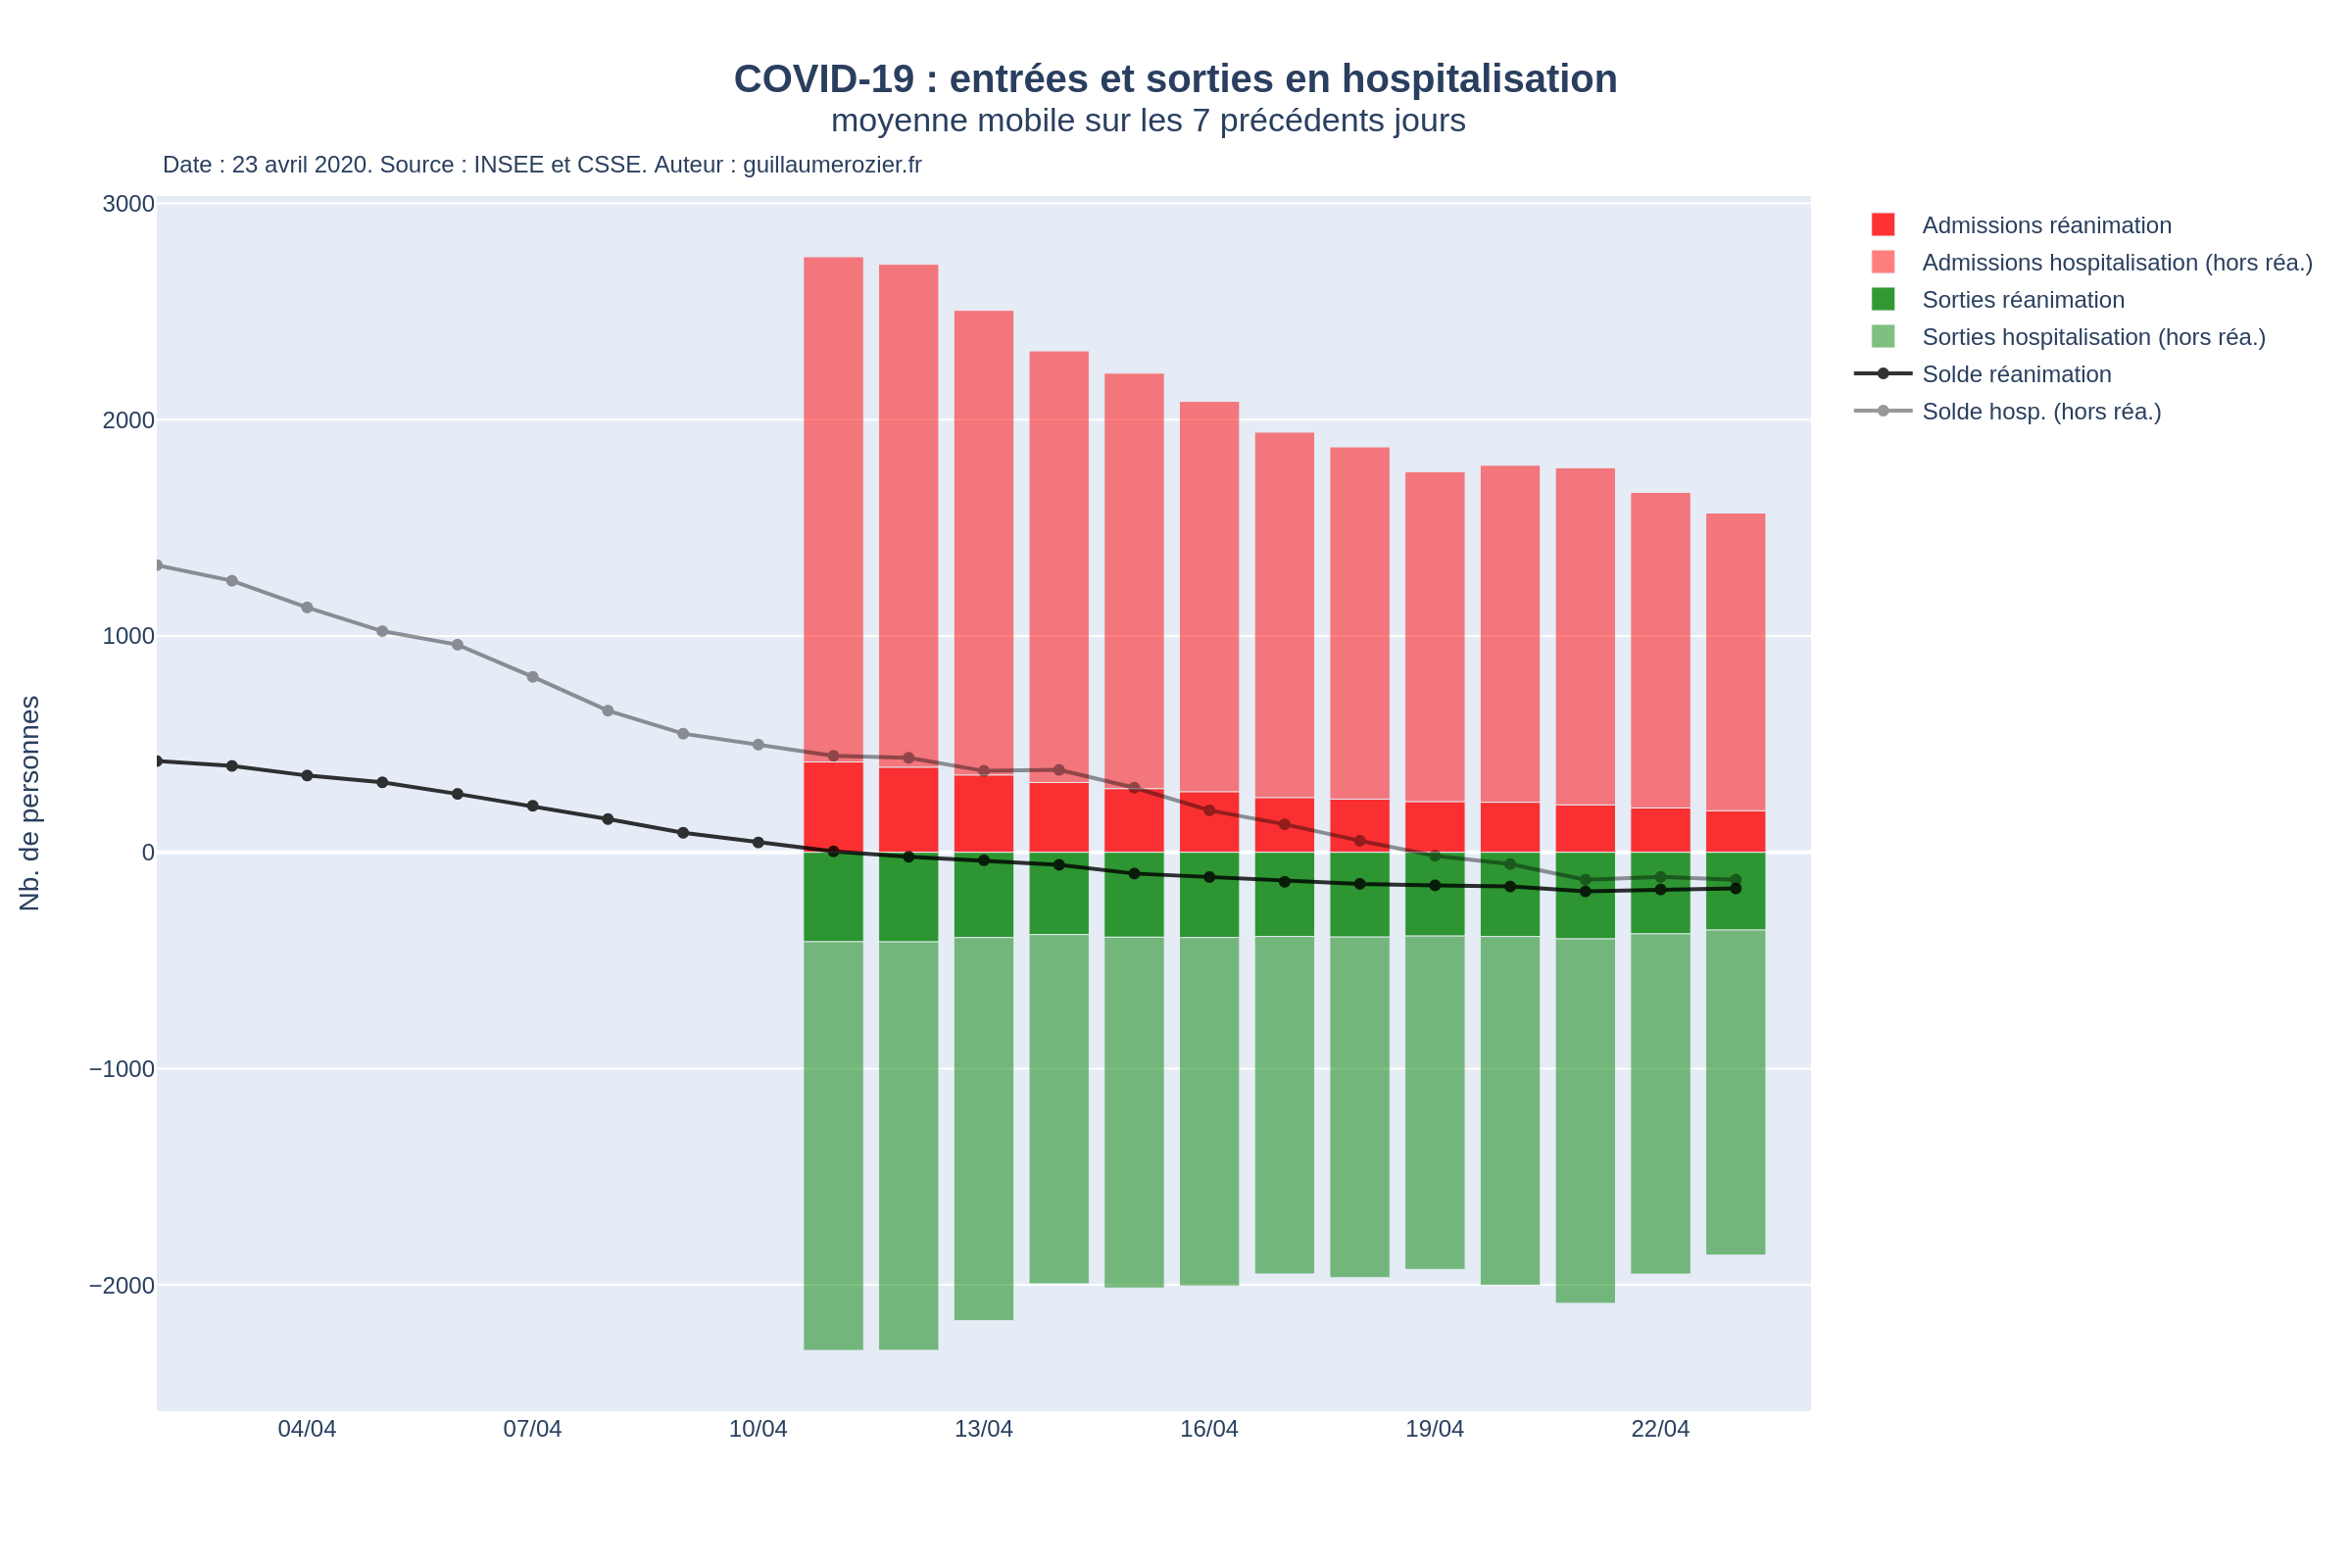 COVID-19 : entrées et sorties en hospitalisation
moyenne mobile sur les 7 précédents jours
Date : 23 avril 2020. Source : INSEE et CSSE. Auteur : guillaumerozier.fr
Nb. de personnes
3000
2000
1000
0
−1000
−2000
04/04
07/04
10/04
13/04
16/04
19/04
22/04
Admissions réanimation
Admissions hospitalisation (hors réa.)
Sorties réanimation
Sorties hospitalisation (hors réa.)
Solde réanimation
Solde hosp. (hors réa.)